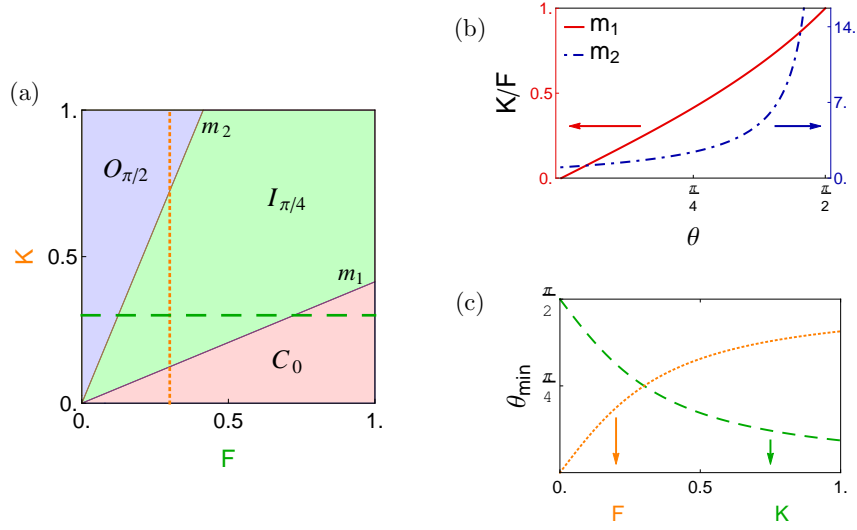 (a)
1.
0.5
0.
K
O_{π/2}
m_2
I_{π/4}
m_1
C_0
0.
0.5
1.
F
(b)
K/F
1.
0.5
0.
m_1
m_2
14.
7.
0.
π/4
π/2
θ
(c)
θ_min
π/2
π/4
0.
0.5
1.
F
K